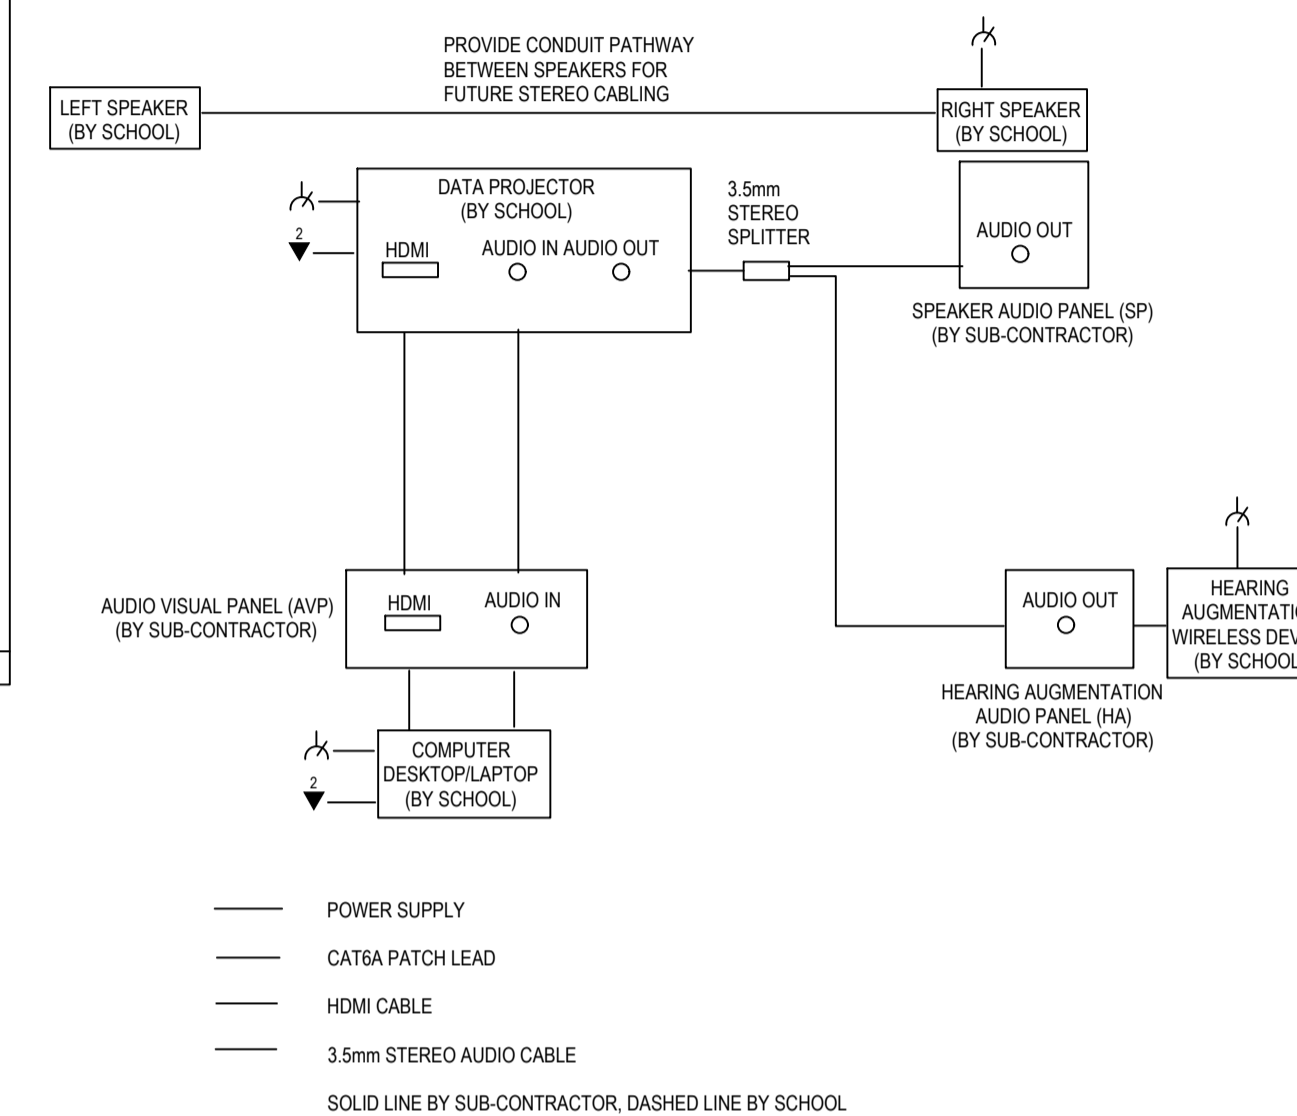 PROVIDE CONDUIT PATHWAY
BETWEEN SPEAKERS FOR
FUTURE STEREO CABLING
LEFT SPEAKER
(BY SCHOOL)
RIGHT SPEAKER
(BY SCHOOL)
DATA PROJECTOR
(BY SCHOOL)
2
HDMI
AUDIO IN AUDIO OUT
3.5mm
STEREO
SPLITTER
AUDIO OUT
SPEAKER AUDIO PANEL (SP)
(BY SUB-CONTRACTOR)
AUDIO VISUAL PANEL (AVP)
(BY SUB-CONTRACTOR)
HDMI
AUDIO IN
AUDIO OUT
HEARING AUGMENTATION
AUDIO PANEL (HA)
(BY SUB-CONTRACTOR)
HEARING
WIRELESS
(BY
2
COMPUTER
DESKTOP/LAPTOP
(BY SCHOOL)
POWER SUPPLY
CAT6A PATCH LEAD
HDMI CABLE
3.5mm STEREO AUDIO CABLE
SOLID LINE BY SUB-CONTRACTOR, DASHED LINE BY SCHOOL